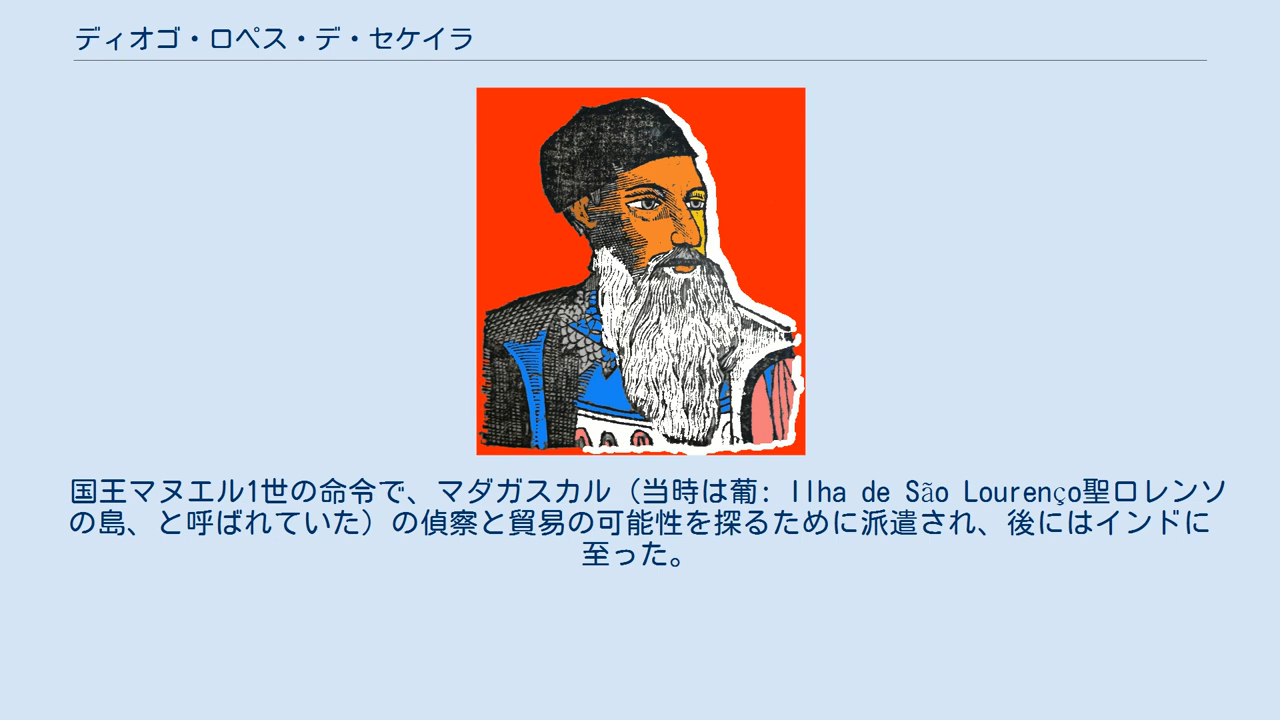 ディオゴ・ロペス・デ・セケイラ
国王マヌエル1世の命令で、マダガスカル（当時は葡: Ilha de São Lourenço聖ロレンソ
の島、と呼ばれていた）の偵察と貿易の可能性を探るために派遣され、後にはインドに
至った。